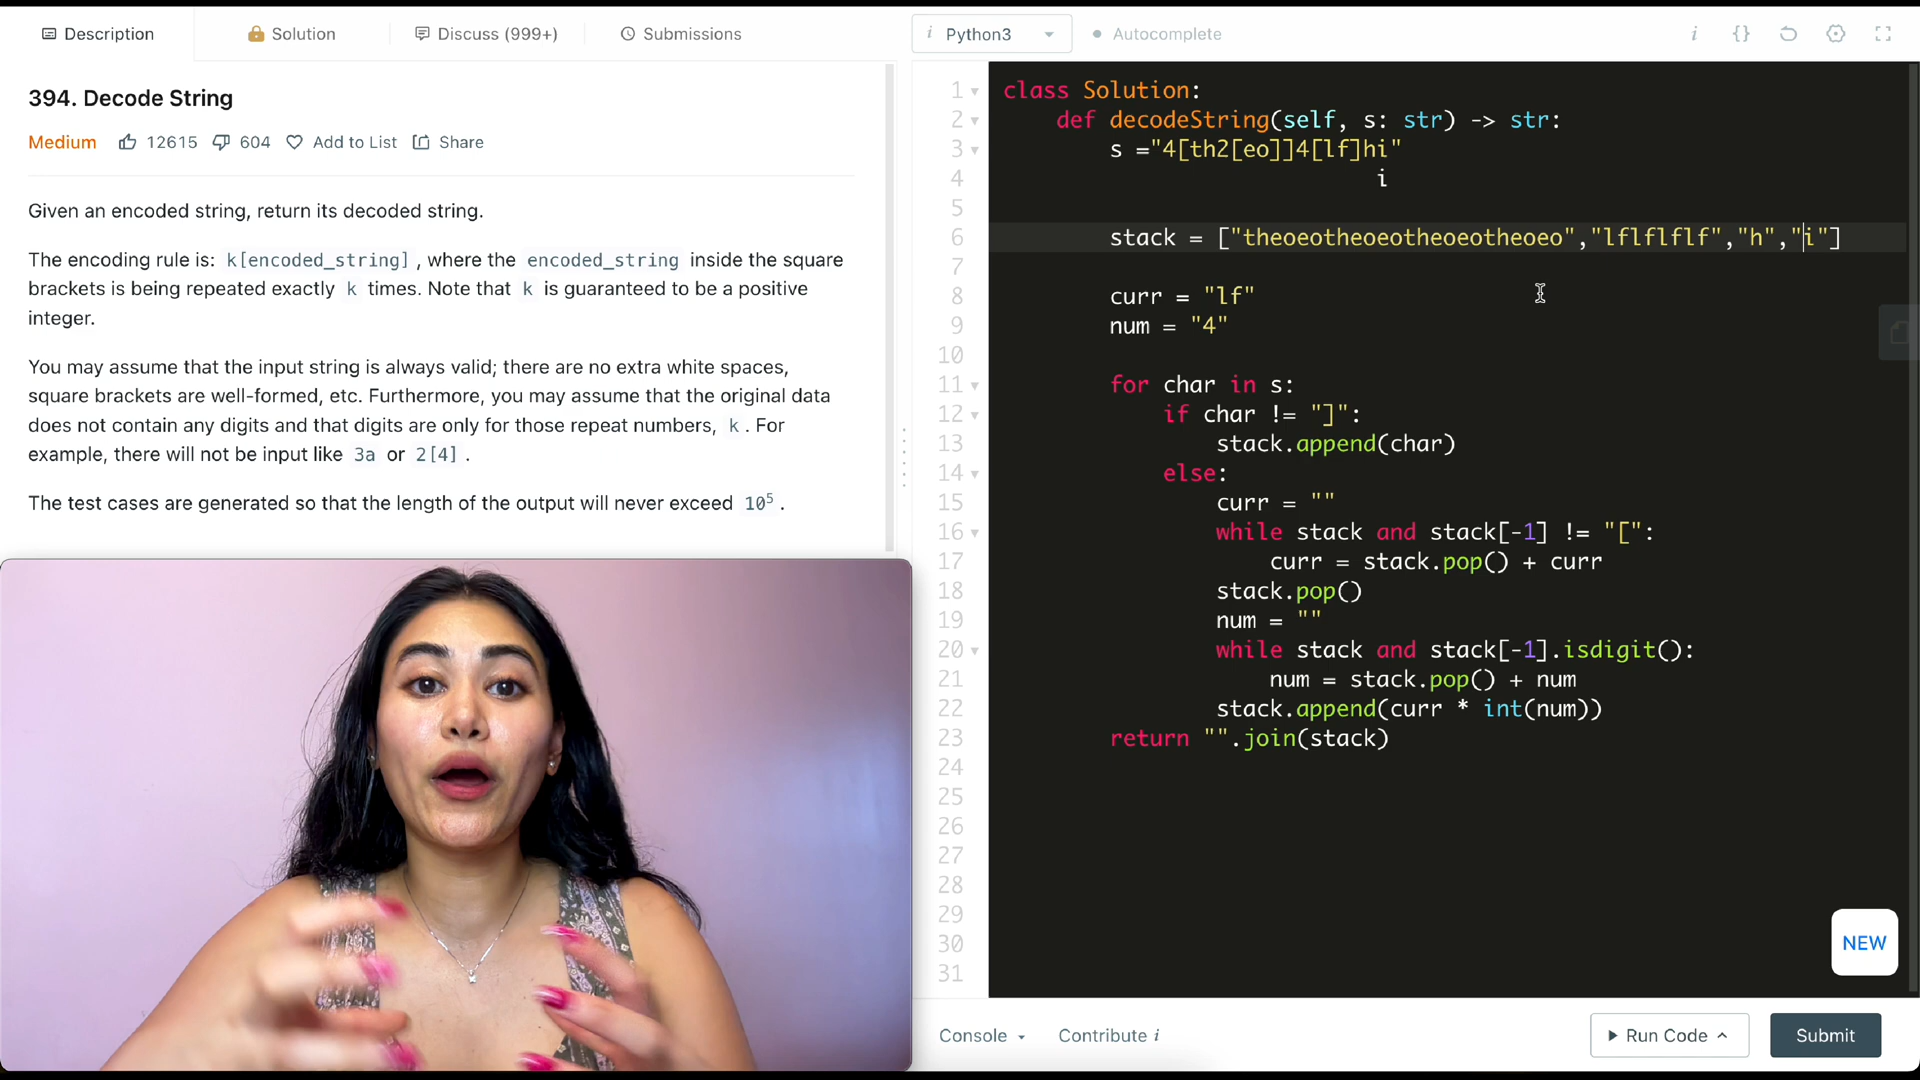 Description
Solution
Discuss (999+)
Submissions
i Python3
Autocomplete
i {}
394. Decode String
Medium 12615 604 Add to List Share
Given an encoded string, return its decoded string.
The encoding rule is: k[encoded_string] , where the encoded_string inside the square
brackets is being repeated exactly k times. Note that k is guaranteed to be a positive
integer.
You may assume that the input string is always valid; there are no extra white spaces,
square brackets are well-formed, etc. Furthermore, you may assume that the original data
does not contain any digits and that digits are only for those repeat numbers, k . For
example, there will not be input like 3a or 2[4] .
The test cases are generated so that the length of the output will never exceed 10⁵ .
1 class Solution:
2 def decodeString(self, s: str) -> str:
3 s ="4[th2[eo]]4[lf]hi"
4 i
5
6 stack = ["theoeotheoeotheoeotheoeo","lflflflf","h","i"]
7
8 curr = "lf"
9 num = "4"
10
11 for char in s:
12 if char != "]":
13 stack.append(char)
14 else:
15 curr = ""
16 while stack and stack[-1] != "[":
17 curr = stack.pop() + curr
18 stack.pop()
19 num = ""
20 while stack and stack[-1].isdigit():
21 num = stack.pop() + num
22 stack.append(curr * int(num))
23 return "".join(stack)
24
25
26
27
28
29
30
31
NEW
Console
Contribute i
Run Code
Submit